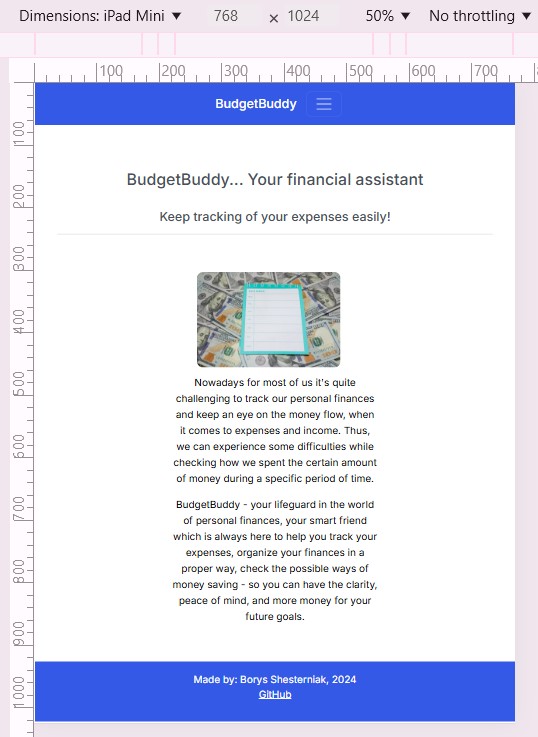 Dimensions: iPad Mini ▼ 768 × 1024 50% ▼ No throttling ▼
100 200 300 400 500 600 700
BudgetBuddy
100
200
300
400
500
600
700
800
900
1000
BudgetBuddy... Your financial assistant
Keep tracking of your expenses easily!
Nowadays for most of us it's quite
challenging to track our personal finances
and keep an eye on the money flow, when
it comes to expenses and income. Thus,
we can experience some difficulties while
checking how we spent the certain amount
of money during a specific period of time.
BudgetBuddy - your lifeguard in the world
of personal finances, your smart friend
which is always here to help you track your
expenses, organize your finances in a
proper way, check the possible ways of
money saving - so you can have the clarity,
peace of mind, and more money for your
future goals.
Made by: Borys Shesterniak, 2024
GitHub